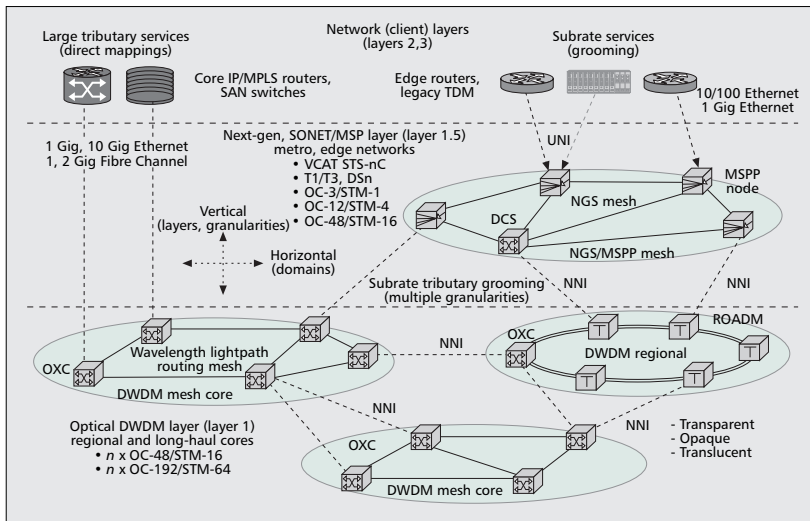 Large tributary services
(direct mappings)
Network (client) layers
(layers 2,3)
Subrate services
(grooming)
Core IP/MPLS routers,
SAN switches
Edge routers,
legacy TDM
10/100 Ethernet
1 Gig Ethernet
1 Gig, 10 Gig Ethernet
1, 2 Gig Fibre Channel
Next-gen, SONET/MSP layer (layer 1.5)
metro, edge networks
• VCAT STS-nC
• T1/T3, DSn
• OC-3/STM-1
• OC-12/STM-4
• OC-48/STM-16
UNI
MSPP
node
NGS mesh
DCS
NGS/MSPP mesh
Vertical
(layers, granularities)
Horizontal
(domains)
Subrate tributary grooming
(multiple granularities)
NNI
NNI
ROADM
OXC
DWDM regional
NNI
Wavelength lightpath
routing mesh
OXC
DWDM mesh core
NNI
NNI
Optical DWDM layer (layer 1)
regional and long-haul cores
• n x OC-48/STM-16
• n x OC-192/STM-64
OXC
DWDM mesh core
- Transparent
- Opaque
- Translucent